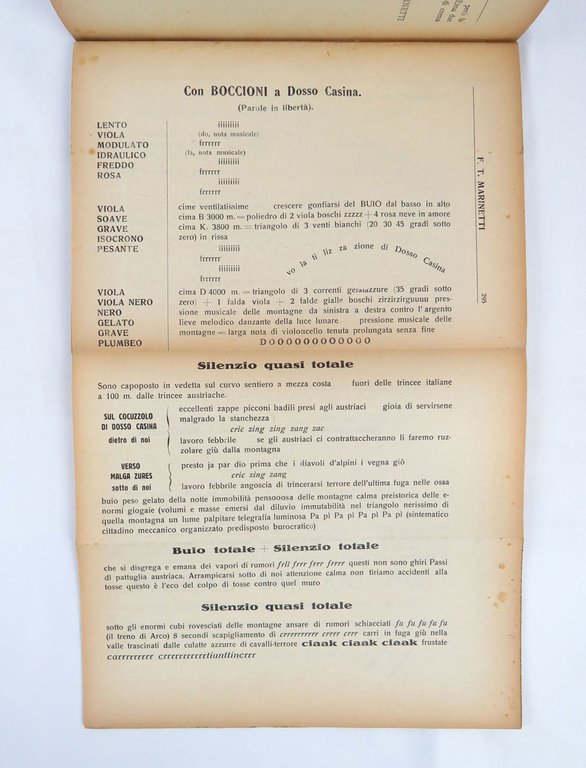 Con BOCCIONI a Dosso Casina.
(Parole in libertà).
LENTO iiiiiiiii
VIOLA (do, nota musicale)
MODULATO frrrrrr
IDRAULICO (fa, nota musicale)
FREDDO iiiiiiiii
ROSA frrrrrr
iiiiiiiii
frrrrrr
VIOLA cime ventilatissime crescere gonfiarsi del BUIO dal basso in alto
SOAVE cima B 3000 m. = poliedro di 2 viola boschi zzzzz + 4 rosa neve in amore
GRAVE cima K. 3800 m. = triangolo di 3 venti bianchi (20 30 45 gradi sotto
ISOCRONO zero) in rissa
PESANTE iiiiiiiii
frrrrrr
iiiiiiiii
frrrrrr
vo la ti liz za zione di Dosso Casina
VIOLA cima D 4000 m. = triangolo di 3 correnti azzure (35 gradi sotto
VIOLA NERO zero) + 1 falda viola + 2 falde gialle boschi zirzirzirguuuu pres-
NERO sione musicale delle montagne da sinistra a destra contro l'argento
GELATO lieve melodico danzante della luce lunare pressione musicale delle
GRAVE montagne = larga nota di violoncello tenuta prolungata senza fine
PLUMBEO DOOOOOOOOOOOOO
F. T. MARINETTI
205
Silenzio quasi totale
Sono capoposto in vedetta sul curvo sentiero a mezza costa fuori delle trincee italiane
a 100 m. dalle trincee austriache.
SUL COCUZZOLO
DI DOSSO CASINA
dietro di noi
eccellenti zappe picconi badili presi agli austriaci gioia di servirsene
malgrado la stanchezza
cric zing zing zang zac
lavoro febbrile se gli austriaci ci contrattaccheranno li faremo ruz-
zolare giù dalla montagna
VERSO
MALGA ZURES
sotto di noi
presto ja par dio prima che i diavoli d'alpini i vegna giò
cric zing zang
lavoro febbrile angoscia di trincerarsi terrore dell'ultima fuga nelle ossa
buio peso gelato della notte immobilità pensooosa delle montagne calma preistorica delle e-
normi giogaie (volumi e masse emersi dal diluvio immutabilità nel triangolo nerissimo di
quella montagna un lume palpitare telegrafia luminosa Pa pi Pa pi Pa pi Pa pi (sintematico
cittadino meccanico organizzato predisposto burocratico)
Buio totale + Silenzio totale
che si disgrega e emana dei vapori di rumori frll frrr frrr frrrr questi non sono ghiri Passi
di pattuglia austriaca. Arrampicarsi sotto di noi attenzione calma non tiriamo accidenti alla
tosse questo è l'eco del colpo di tosse contro quel muro
Silenzio quasi totale
sotto gli enormi cubi rovesciati delle montagne ansare di rumori schiacciati fu fu fu fu fu
(il treno di Arco) 8 secondi scapigliamento di crrrrrrrrrr crrrr crrr carri in fuga giù nella
valle trascinati dalle culatte azzurre di cavalli-terrore ciaak ciaak ciaak frustate
carrrrrrrrr